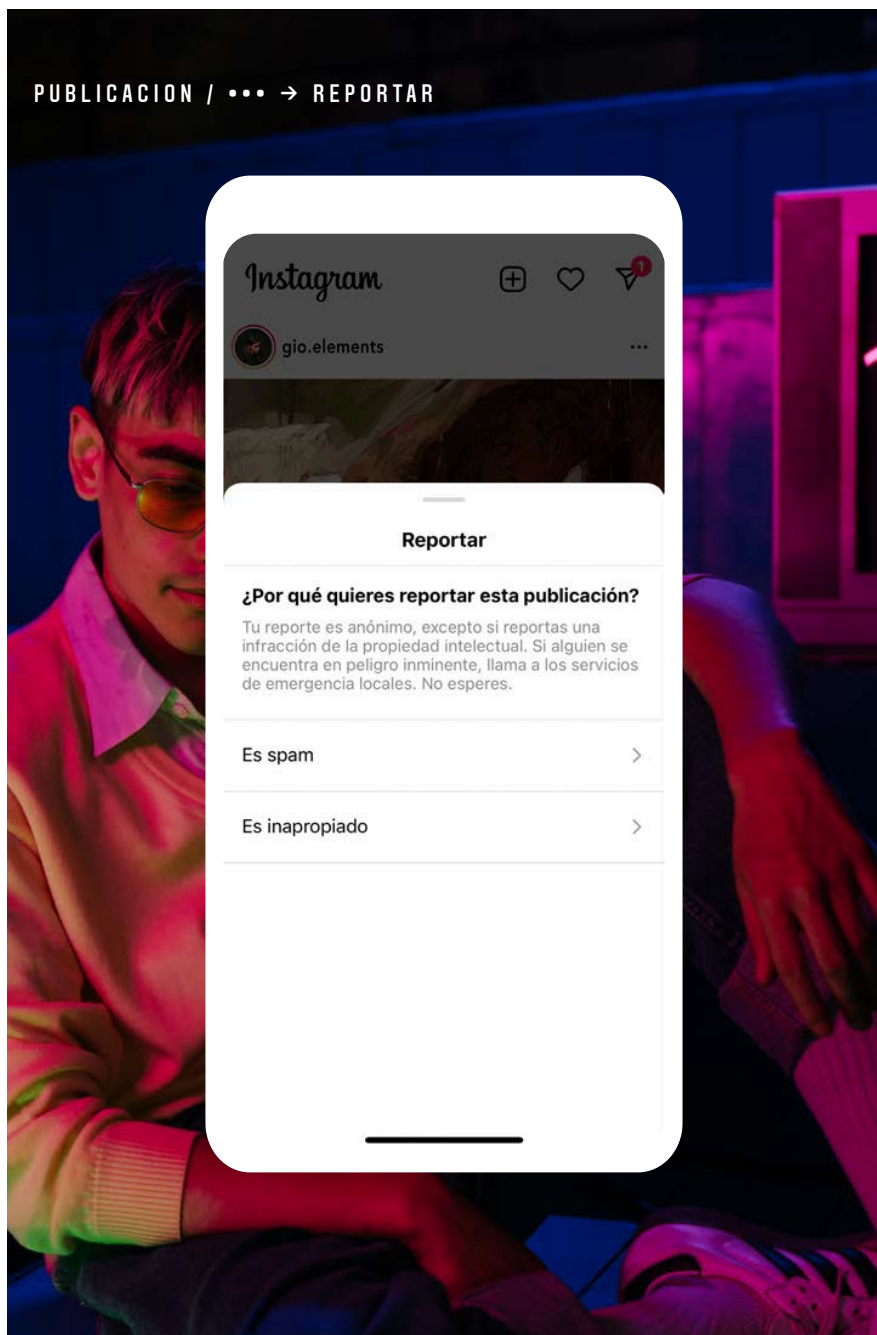 PUBLICACION / ••• → REPORTAR
Instagram
1
gio.elements
...
Reportar
¿Por qué quieres reportar esta publicación?
Tu reporte es anónimo, excepto si reportas una
infracción de la propiedad intelectual. Si alguien se
encuentra en peligro inminente, llama a los servicios
de emergencia locales. No esperes.
Es spam
Es inapropiado